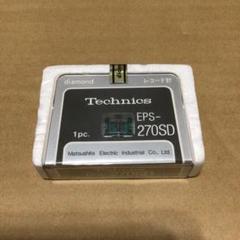 diamond レコード針
Technics
EPS-
1pc. 270SD
Matsushita Electric Industrial Co., Ltd.